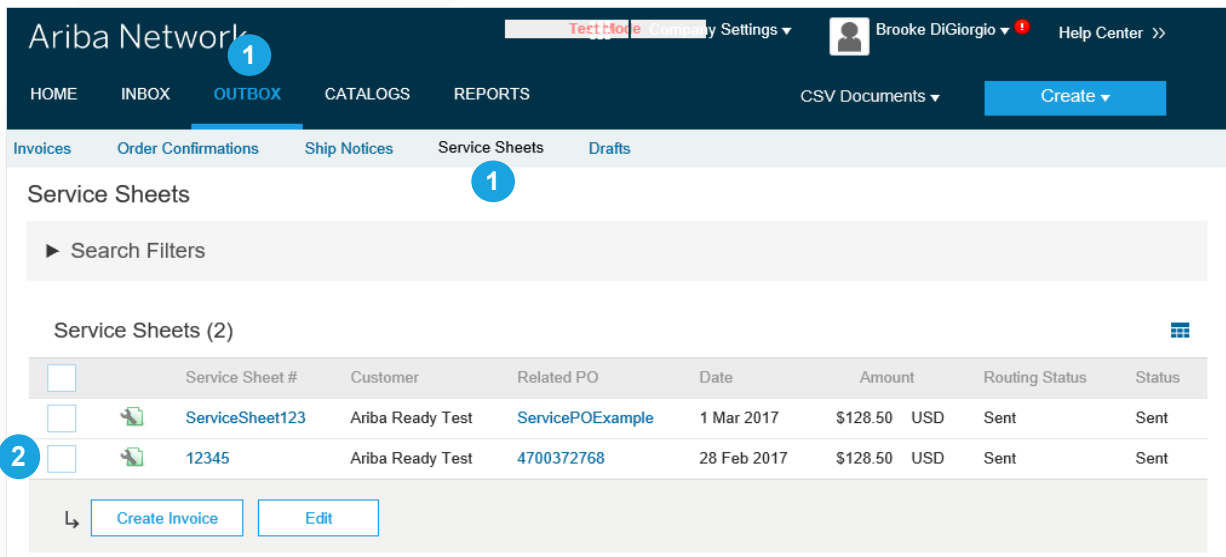 Ariba Network
Test Mode
Company Settings
Brooke DiGiorgio
!
Help Center >>
1
HOME INBOX OUTBOX CATALOGS REPORTS
CSV Documents
Create
Invoices Order Confirmations Ship Notices Service Sheets Drafts
1
Service Sheets
Search Filters
Service Sheets (2)
Service Sheet # Customer Related PO Date Amount Routing Status Status
ServiceSheet123 Ariba Ready Test ServicePOExample 1 Mar 2017 $128.50 USD Sent Sent
2 12345 Ariba Ready Test 4700372768 28 Feb 2017 $128.50 USD Sent Sent
Create Invoice Edit